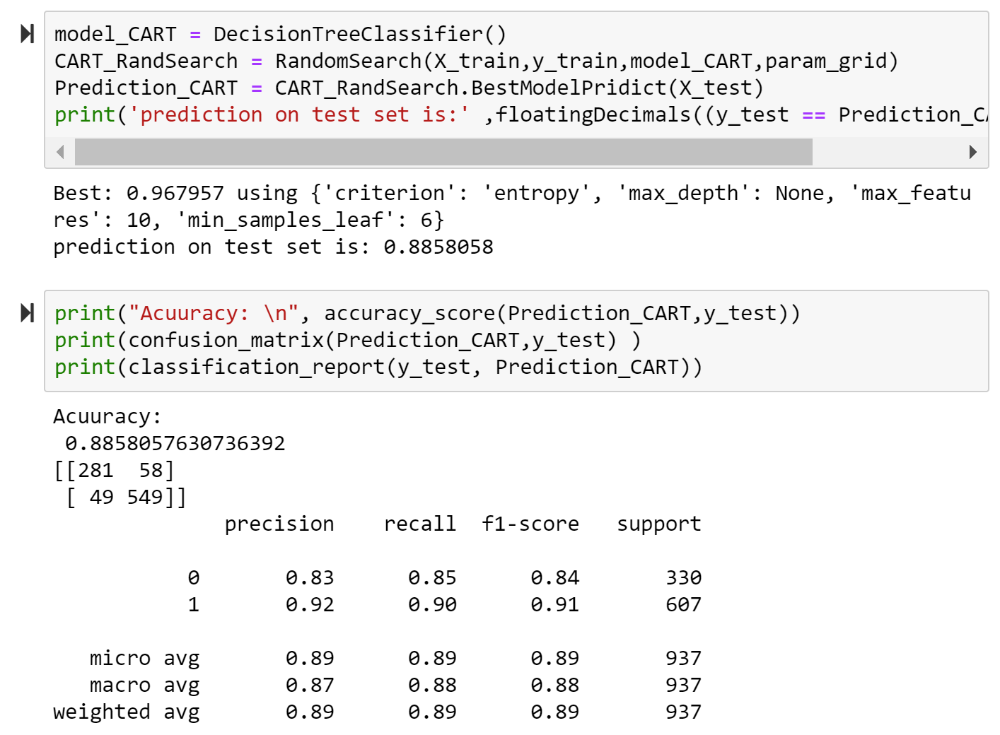 model_CART = DecisionTreeClassifier()
CART_RandSearch = RandomSearch(X_train,y_train,model_CART,param_grid)
Prediction_CART = CART_RandSearch.BestModelPridict(X_test)
print('prediction on test set is:' ,floatingDecimals((y_test == Prediction_CA
Best: 0.967957 using {'criterion': 'entropy', 'max_depth': None, 'max_featu
res': 10, 'min_samples_leaf': 6}
prediction on test set is: 0.8858058
print("Acuuracy: \n", accuracy_score(Prediction_CART,y_test))
print(confusion_matrix(Prediction_CART,y_test) )
print(classification_report(y_test, Prediction_CART))
Acuuracy:
 0.8858057630736392
[[281  58]
 [ 49 549]]
              precision    recall  f1-score   support
           0       0.83      0.85      0.84       330
           1       0.92      0.90      0.91       607
   micro avg       0.89      0.89      0.89       937
   macro avg       0.87      0.88      0.88       937
weighted avg       0.89      0.89      0.89       937